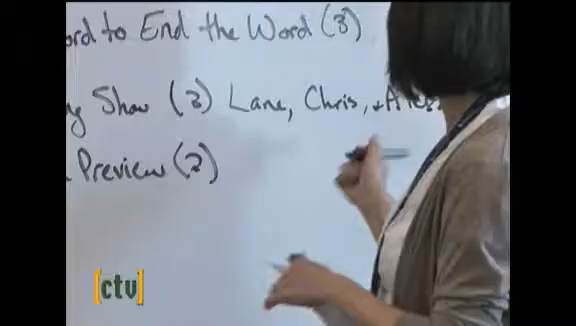 ord to End the Word (3)
g Show (3) Lane, Chris, +
Preview (2)
[ctv]